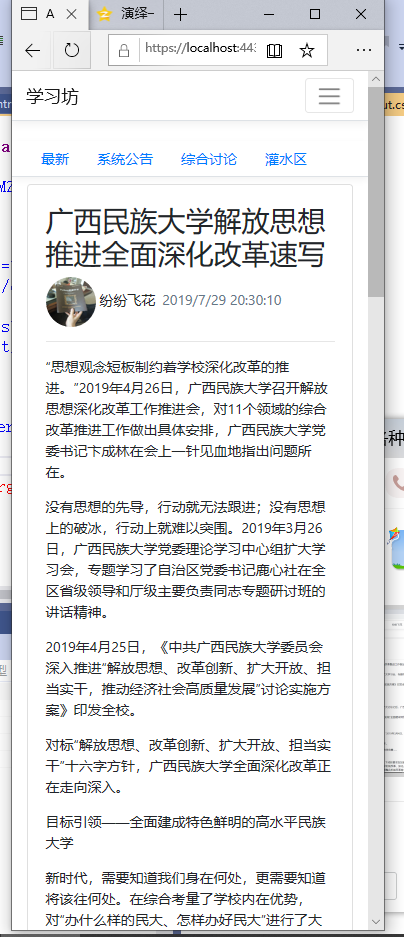 A
演绎-
https://localhost:443
学习坊
最新 系统公告 综合讨论 灌水区
广西民族大学解放思想
推进全面深化改革速写
纷纷飞花 2019/7/29 20:30:10
“思想观念短板制约着学校深化改革的推
进。”2019年4月26日，广西民族大学召开解放
思想深化改革工作推进会，对11个领域的综合
改革推进工作做出具体安排，广西民族大学党
委书记卞成林在会上一针见血地指出问题所
在。
没有思想的先导，行动就无法跟进；没有思想
上的破冰，行动上就难以突围。2019年3月26
日，广西民族大学党委理论学习中心组扩大学
习会，专题学习了自治区党委书记鹿心社在全
区省级领导和厅级主要负责同志专题研讨班的
讲话精神。
2019年4月25日，《中共广西民族大学委员会
深入推进“解放思想、改革创新、扩大开放、担
当实干，推动经济社会高质量发展”讨论实施方
案》印发全校。
对标“解放思想、改革创新、扩大开放、担当实
干”十六字方针，广西民族大学全面深化改革正
在走向深入。
目标引领——全面建成特色鲜明的高水平民族
大学
新时代，需要知道我们身在何处，更需要知道
将该往何处。在综合考量了学校内在优势，
对“办什么样的民大、怎样办好民大”进行了大